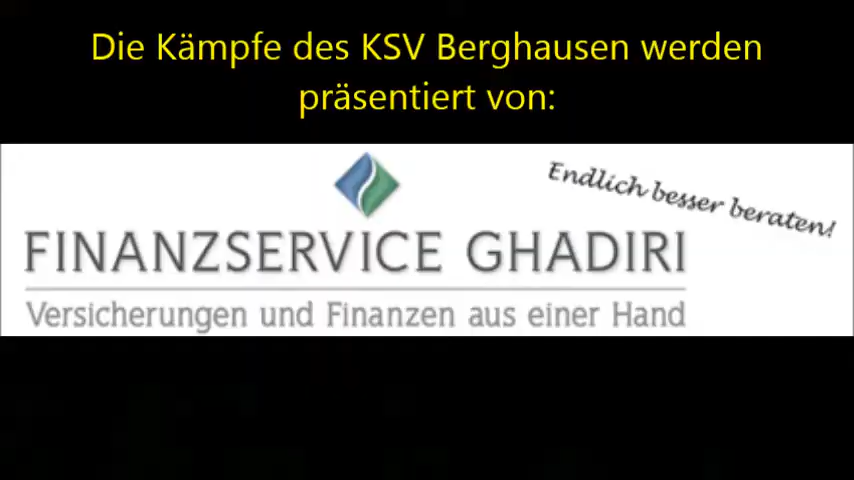 Die Kämpfe des KSV Berghausen werden
präsentiert von:
Endlich besser beraten!
FINANZSERVICE GHADIRI
Versicherungen und Finanzen aus einer Hand